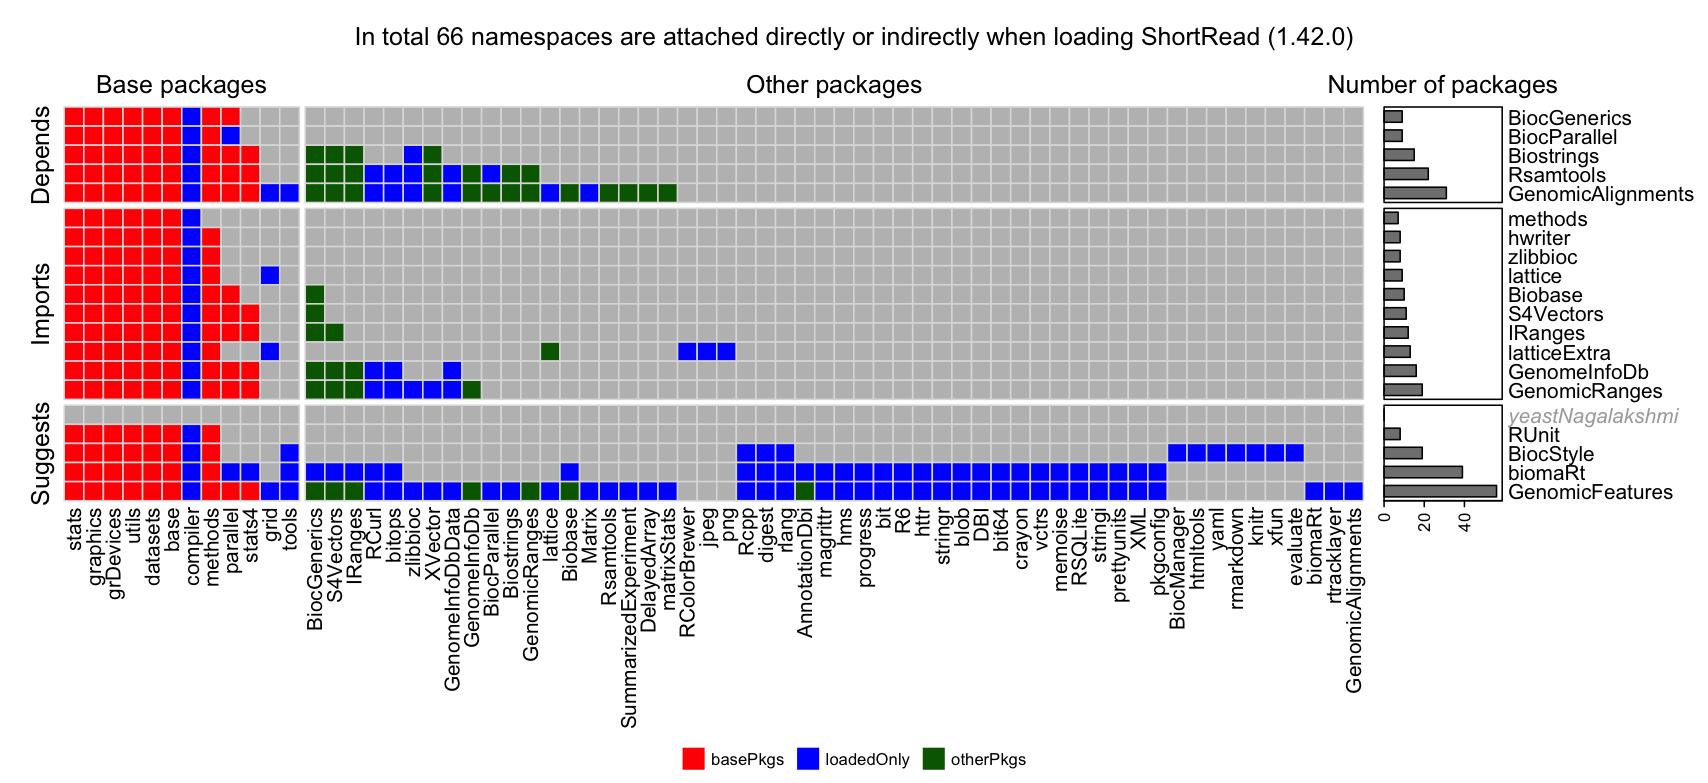 In total 66 namespaces are attached directly or indirectly when loading ShortRead (1.42.0)
Base packages
Other packages
Number of packages
Depends
BiocGenerics
BiocParallel
Biostrings
Rsamtools
GenomicAlignments
Imports
methods
hwriter
zlibbioc
lattice
Biobase
S4Vectors
IRanges
latticeExtra
GenomeInfoDb
GenomicRanges
Suggests
yeastNagalakshmi
RUnit
BiocStyle
biomaRt
GenomicFeatures
stats
graphics
grDevices
utils
datasets
base
compiler
methods
parallel
stats4
grid
tools
BiocGenerics
S4Vectors
IRanges
RCurl
bitops
zlibbioc
XVector
GenomeInfoDbData
GenomeInfoDb
BiocParallel
Biostrings
GenomicRanges
lattice
Biobase
Matrix
Rsamtools
SummarizedExperiment
DelayedArray
matrixStats
RColorBrewer
jpeg
png
Rcpp
digest
rlang
AnnotationDbi
magrittr
hms
progress
bit
R6
httr
stringr
blob
DBI
bit64
crayon
vctrs
memoise
RSQLite
stringi
prettyunits
XML
pkgconfig
BiocManager
htmltools
yaml
rmarkdown
knitr
xfun
evaluate
biomaRt
rtracklayer
GenomicAlignments
0
20
40
basePkgs
loadedOnly
otherPkgs